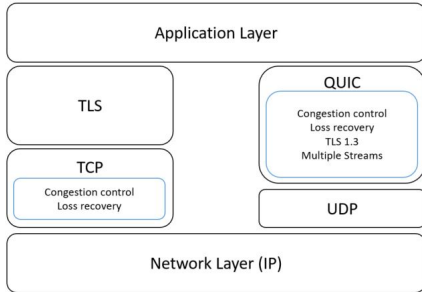 Application Layer
TLS
TCP
Congestion control
Loss recovery
QUIC
Congestion control
Loss recovery
TLS 1.3
Multiple Streams
UDP
Network Layer (IP)